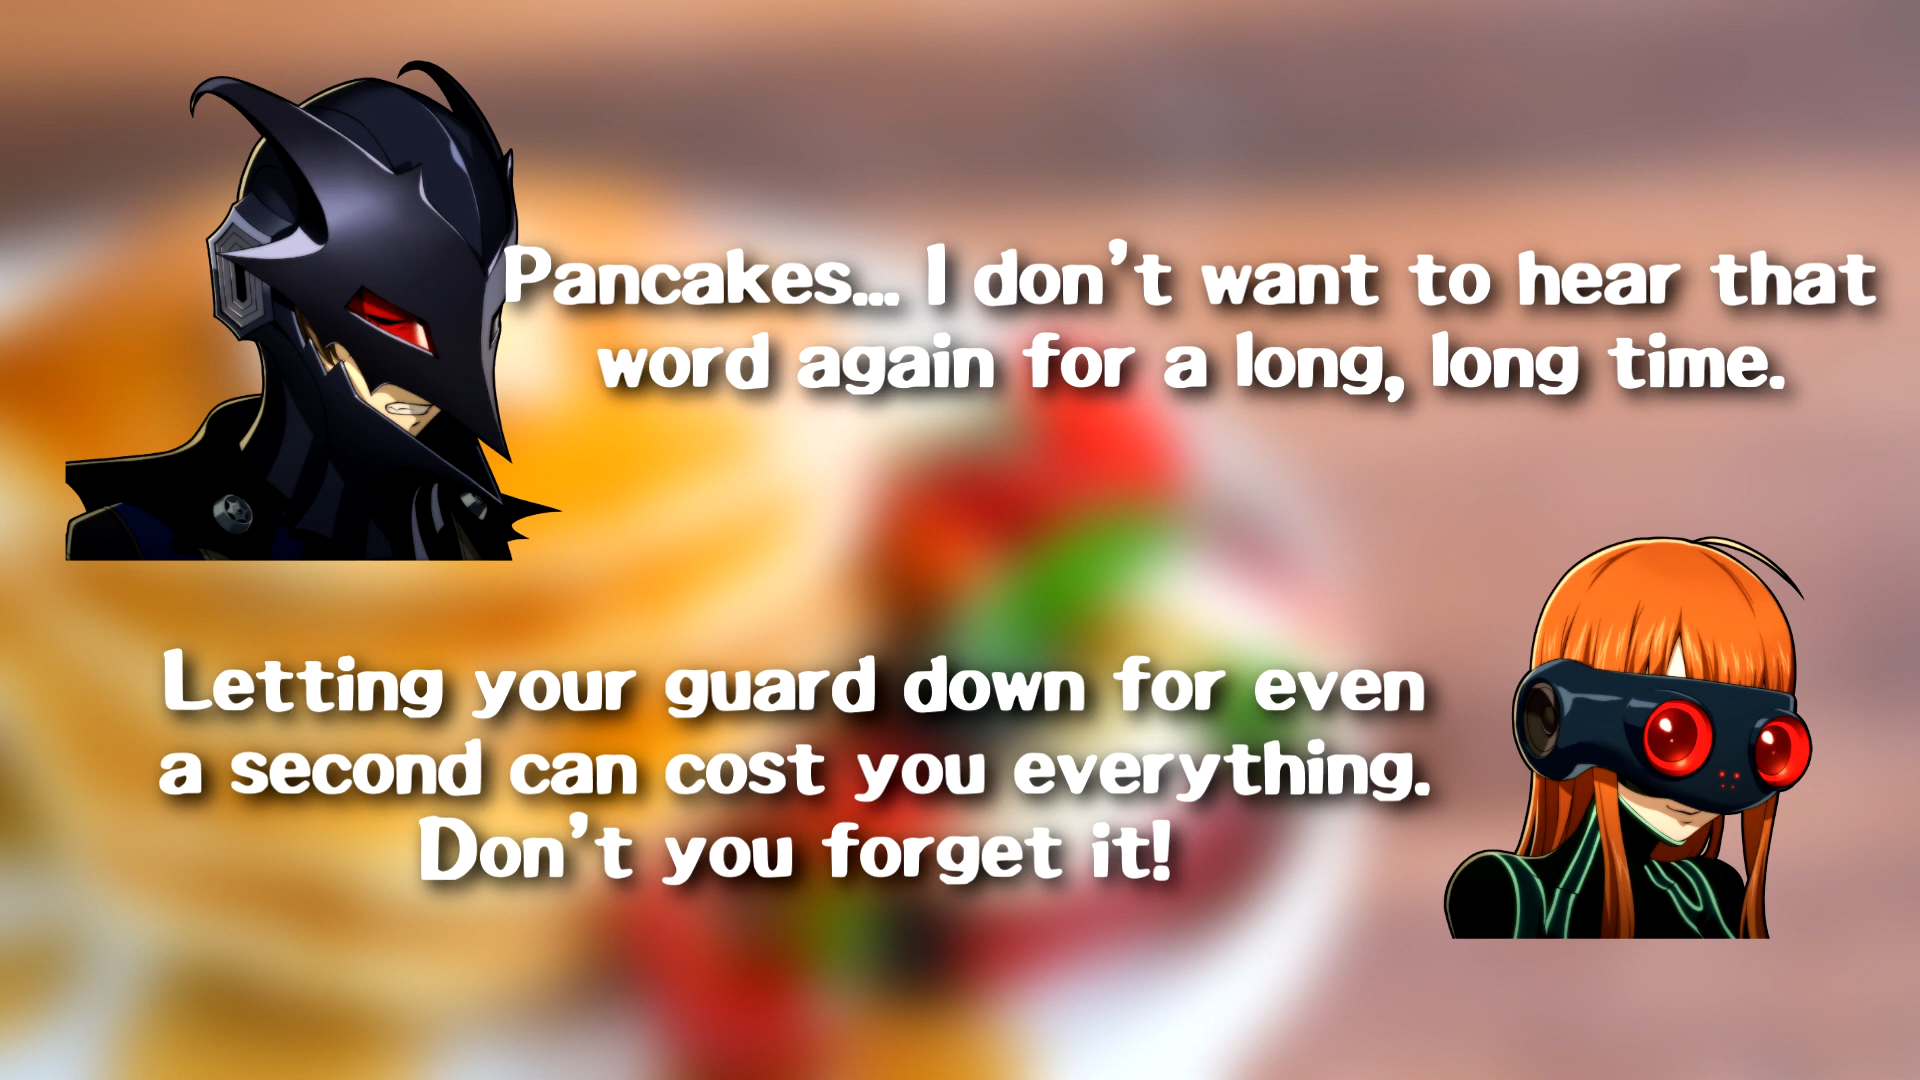 Pancakes... I don't want to hear that
word again for a long, long time.
Letting your guard down for even
a second can cost you everything.
Don't you forget it!